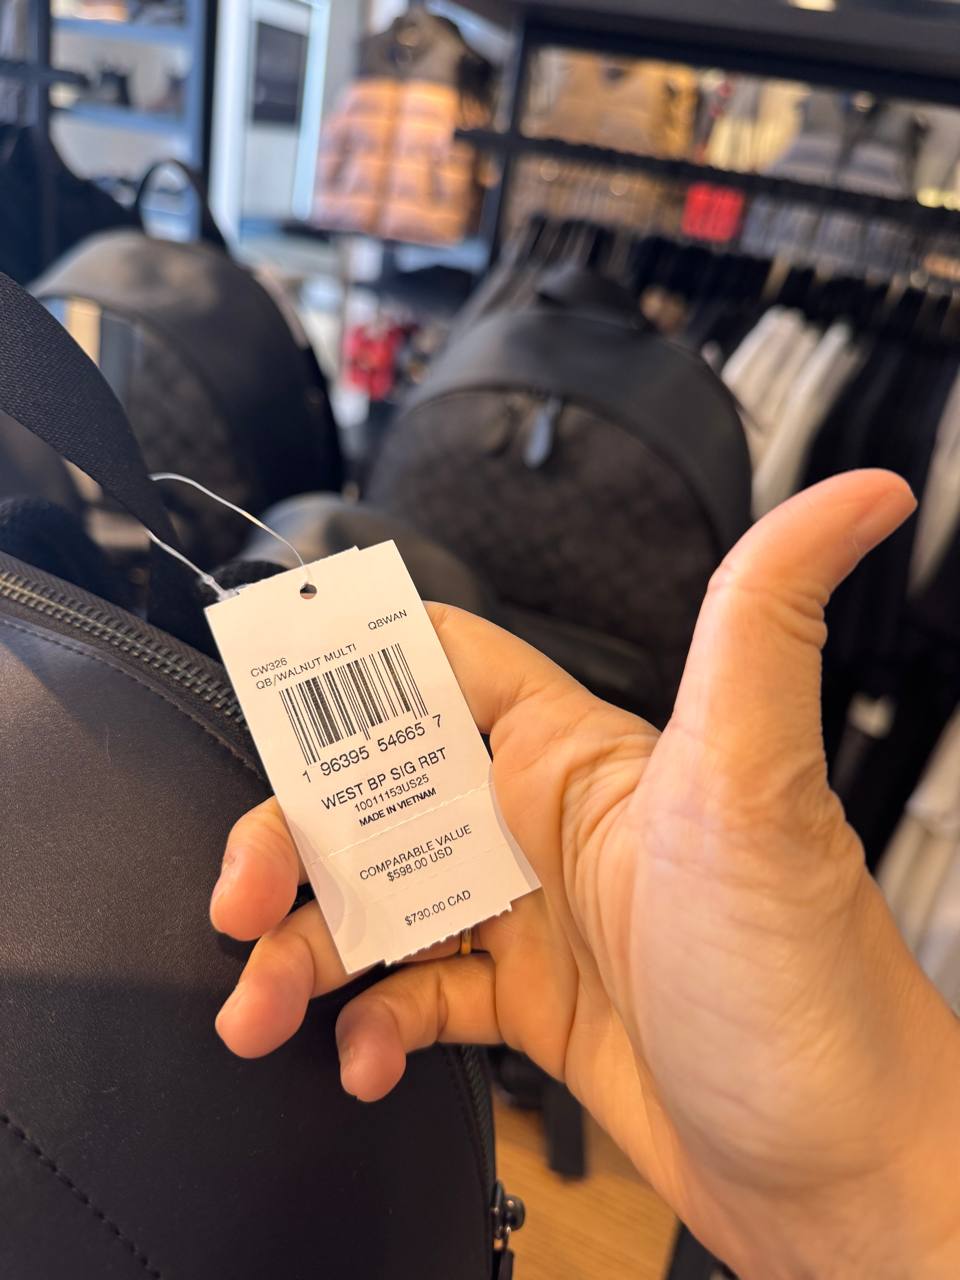 QBWAN
CW326
QB/WALNUT MULTI
1 96395 54665 7
WEST BP SIG RBT
10011153US25
MADE IN VIETNAM
COMPARABLE VALUE
$598.00 USD
$730.00 CAD